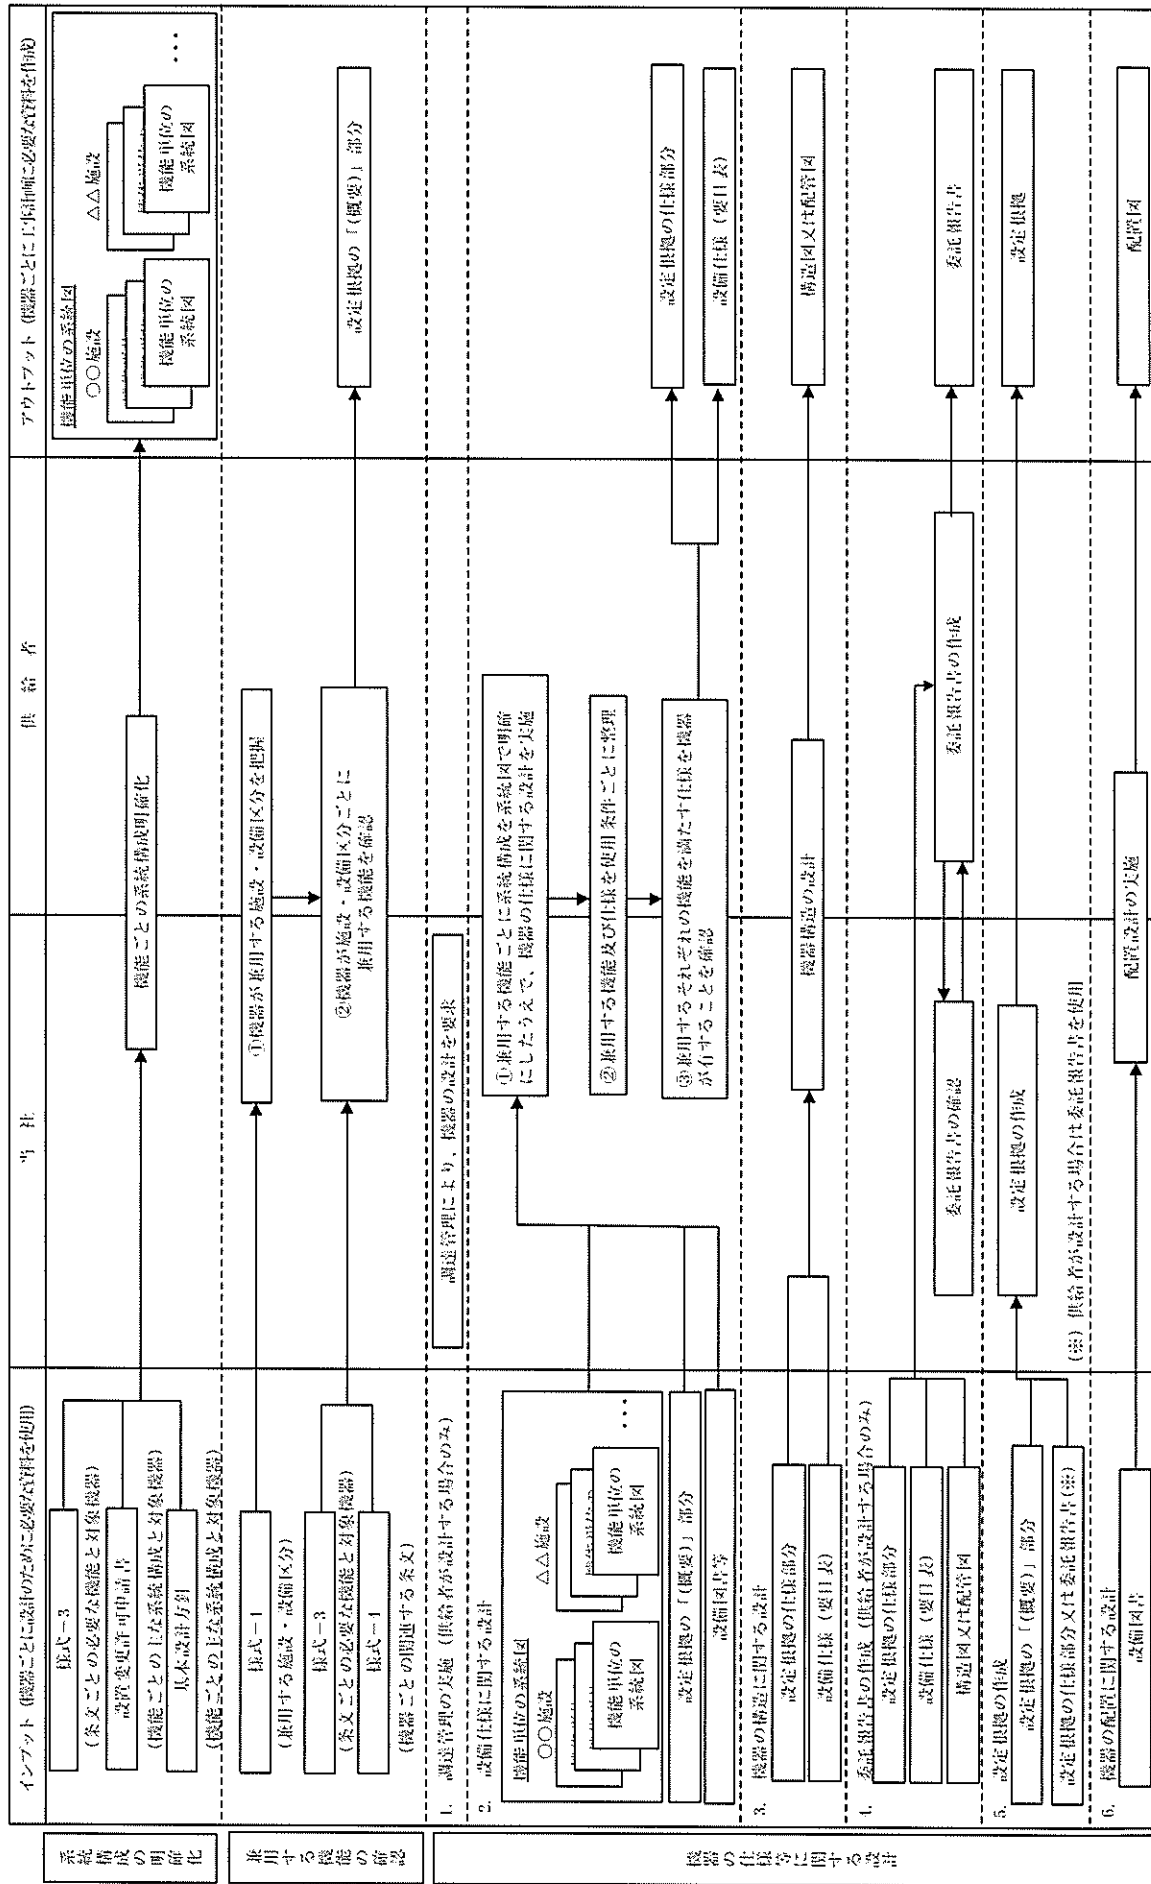 インプット (機器ごとに設計のために必要な資料を使用)
当 社
供 給 者
アウトプット (機器ごとに工事計画に必要な資料を作成)
系統構成の明確化
様式－3
(条文ごとの必要な機能と対象機器)
設置変更許可申請書
(機能ごとの主な系統構成と対象機器)
基本設計方針
(機能ごとの主な系統構成と対象機器)
機能ごとの系統構成明確化
機能単位の系統図
○○施設
機能単位の
系統図
△△施設
機能単位の
系統図
…
兼用する機能の確認
様式－1
(兼用する施設・設備区分)
様式－3
(条文ごとの必要な機能と対象機器)
様式－4
(機器ごとの関連する条文)
①機器が兼用する施設・設備区分を把握
②機器が施設・設備区分ごとに
兼用する機能を確認
設定根拠の「(概要)」部分
機器の仕様等に関する設計
1. 調達管理の実施 (供給者が設計する場合のみ)
調達管理により、機器の設計を要求
2. 設備仕様に関する設計
機能単位の系統図
○○施設
機能単位の
系統図
△△施設
機能単位の
系統図
…
設定根拠の「(概要)」部分
設備図書等
①兼用する機能ごとに系統構成を系統図で明確
にしたうえで、機器の仕様に関する設計を実施
②兼用する機能及び仕様を使用条件ごとに整理
③兼用するそれぞれの機能を満たす仕様を機器
が有することを確認
設定根拠の仕様部分
設備仕様 (要目表)
3. 機器の構造に関する設計
設定根拠の仕様部分
設備仕様 (要目表)
機器構造の設計
構造図又は配管図
4. 委託報告書の作成 (供給者が設計する場合のみ)
設定根拠の仕様部分
設備仕様 (要目表)
構造図又は配管図
委託報告書の確認
委託報告書の作成
委託報告書
5. 設定根拠の作成
設定根拠の「(概要)」部分
設定根拠の仕様部分又は委託報告書(※)
設定根拠の作成
設定根拠
(※) 供給者が設計する場合は委託報告書を使用
6. 機器の配置に関する設計
設備図書
配置設計の実施
配置図